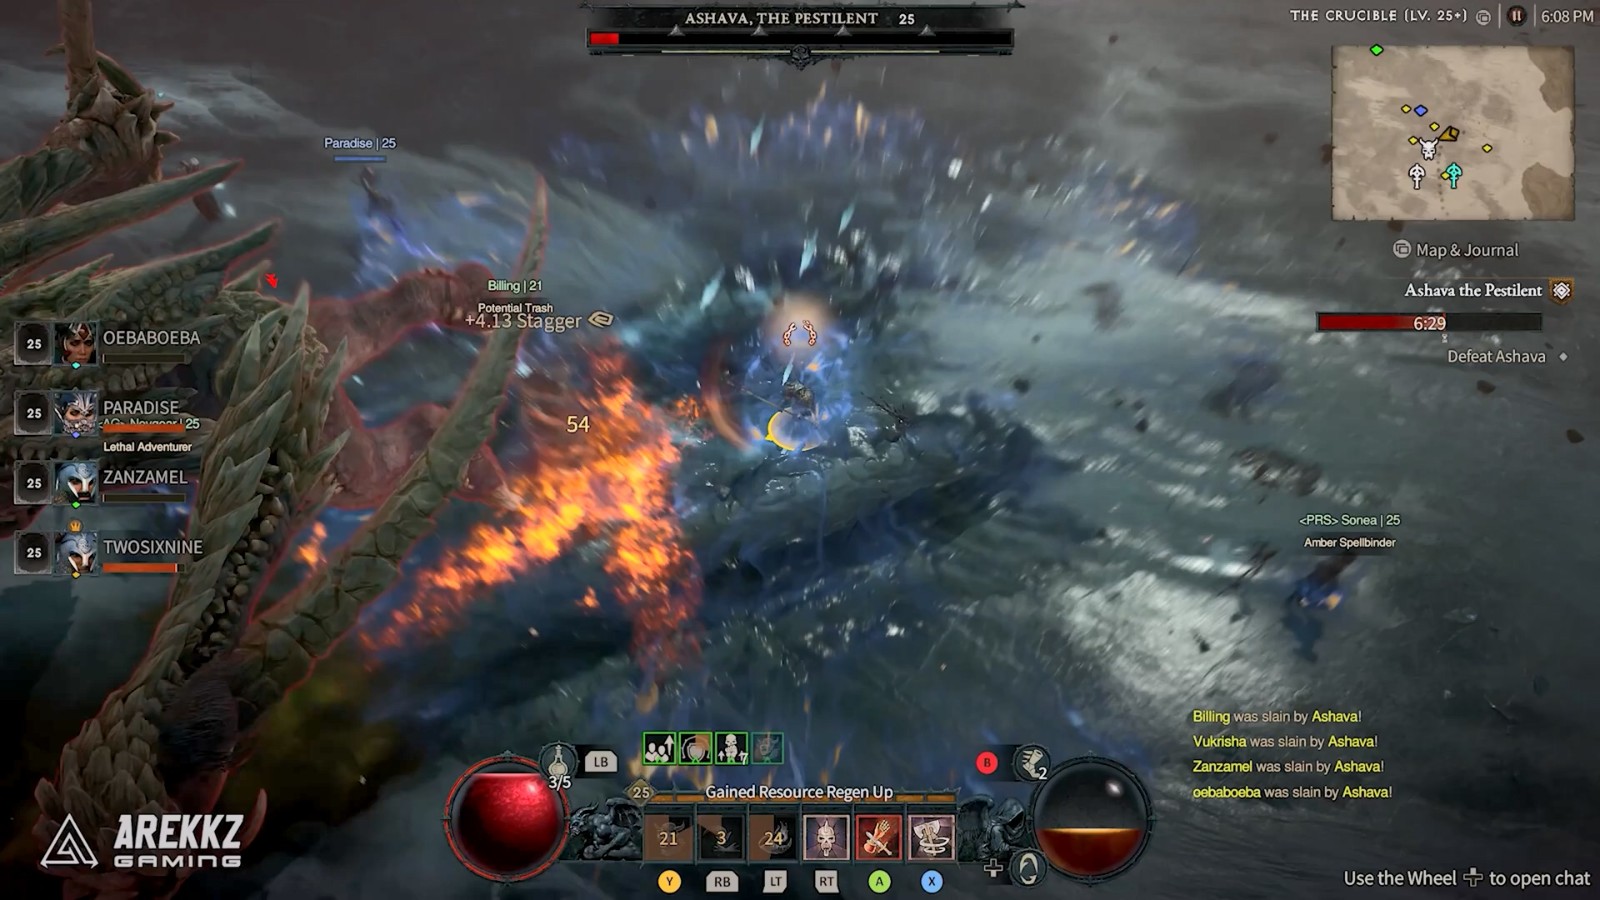 ASHAVA, THE PESTILENT 25
THE CRUCIBLE (LV. 25+) 6:08 PM
Paradise | 25
Map & Journal
Billing | 21
Potential Trash
+4.13 Stagger
Ashava the Pestilent
6:29
Defeat Ashava
25 OEBABOEBA
25 PARADISE
Lethal Adventurer
25 ZANZAMEL
25 TWOSIXNINE
54
<PRS> Sonea | 25
Amber Spellbinder
Billing was slain by Ashava!
Vukrisha was slain by Ashava!
Zanzamel was slain by Ashava!
oebaboeba was slain by Ashava!
3/5
LB
7
B
2
25
Gained Resource Regen Up
21 3 24
Y RB LT RT A X
AREKKZ
GAMING
Use the Wheel to open chat